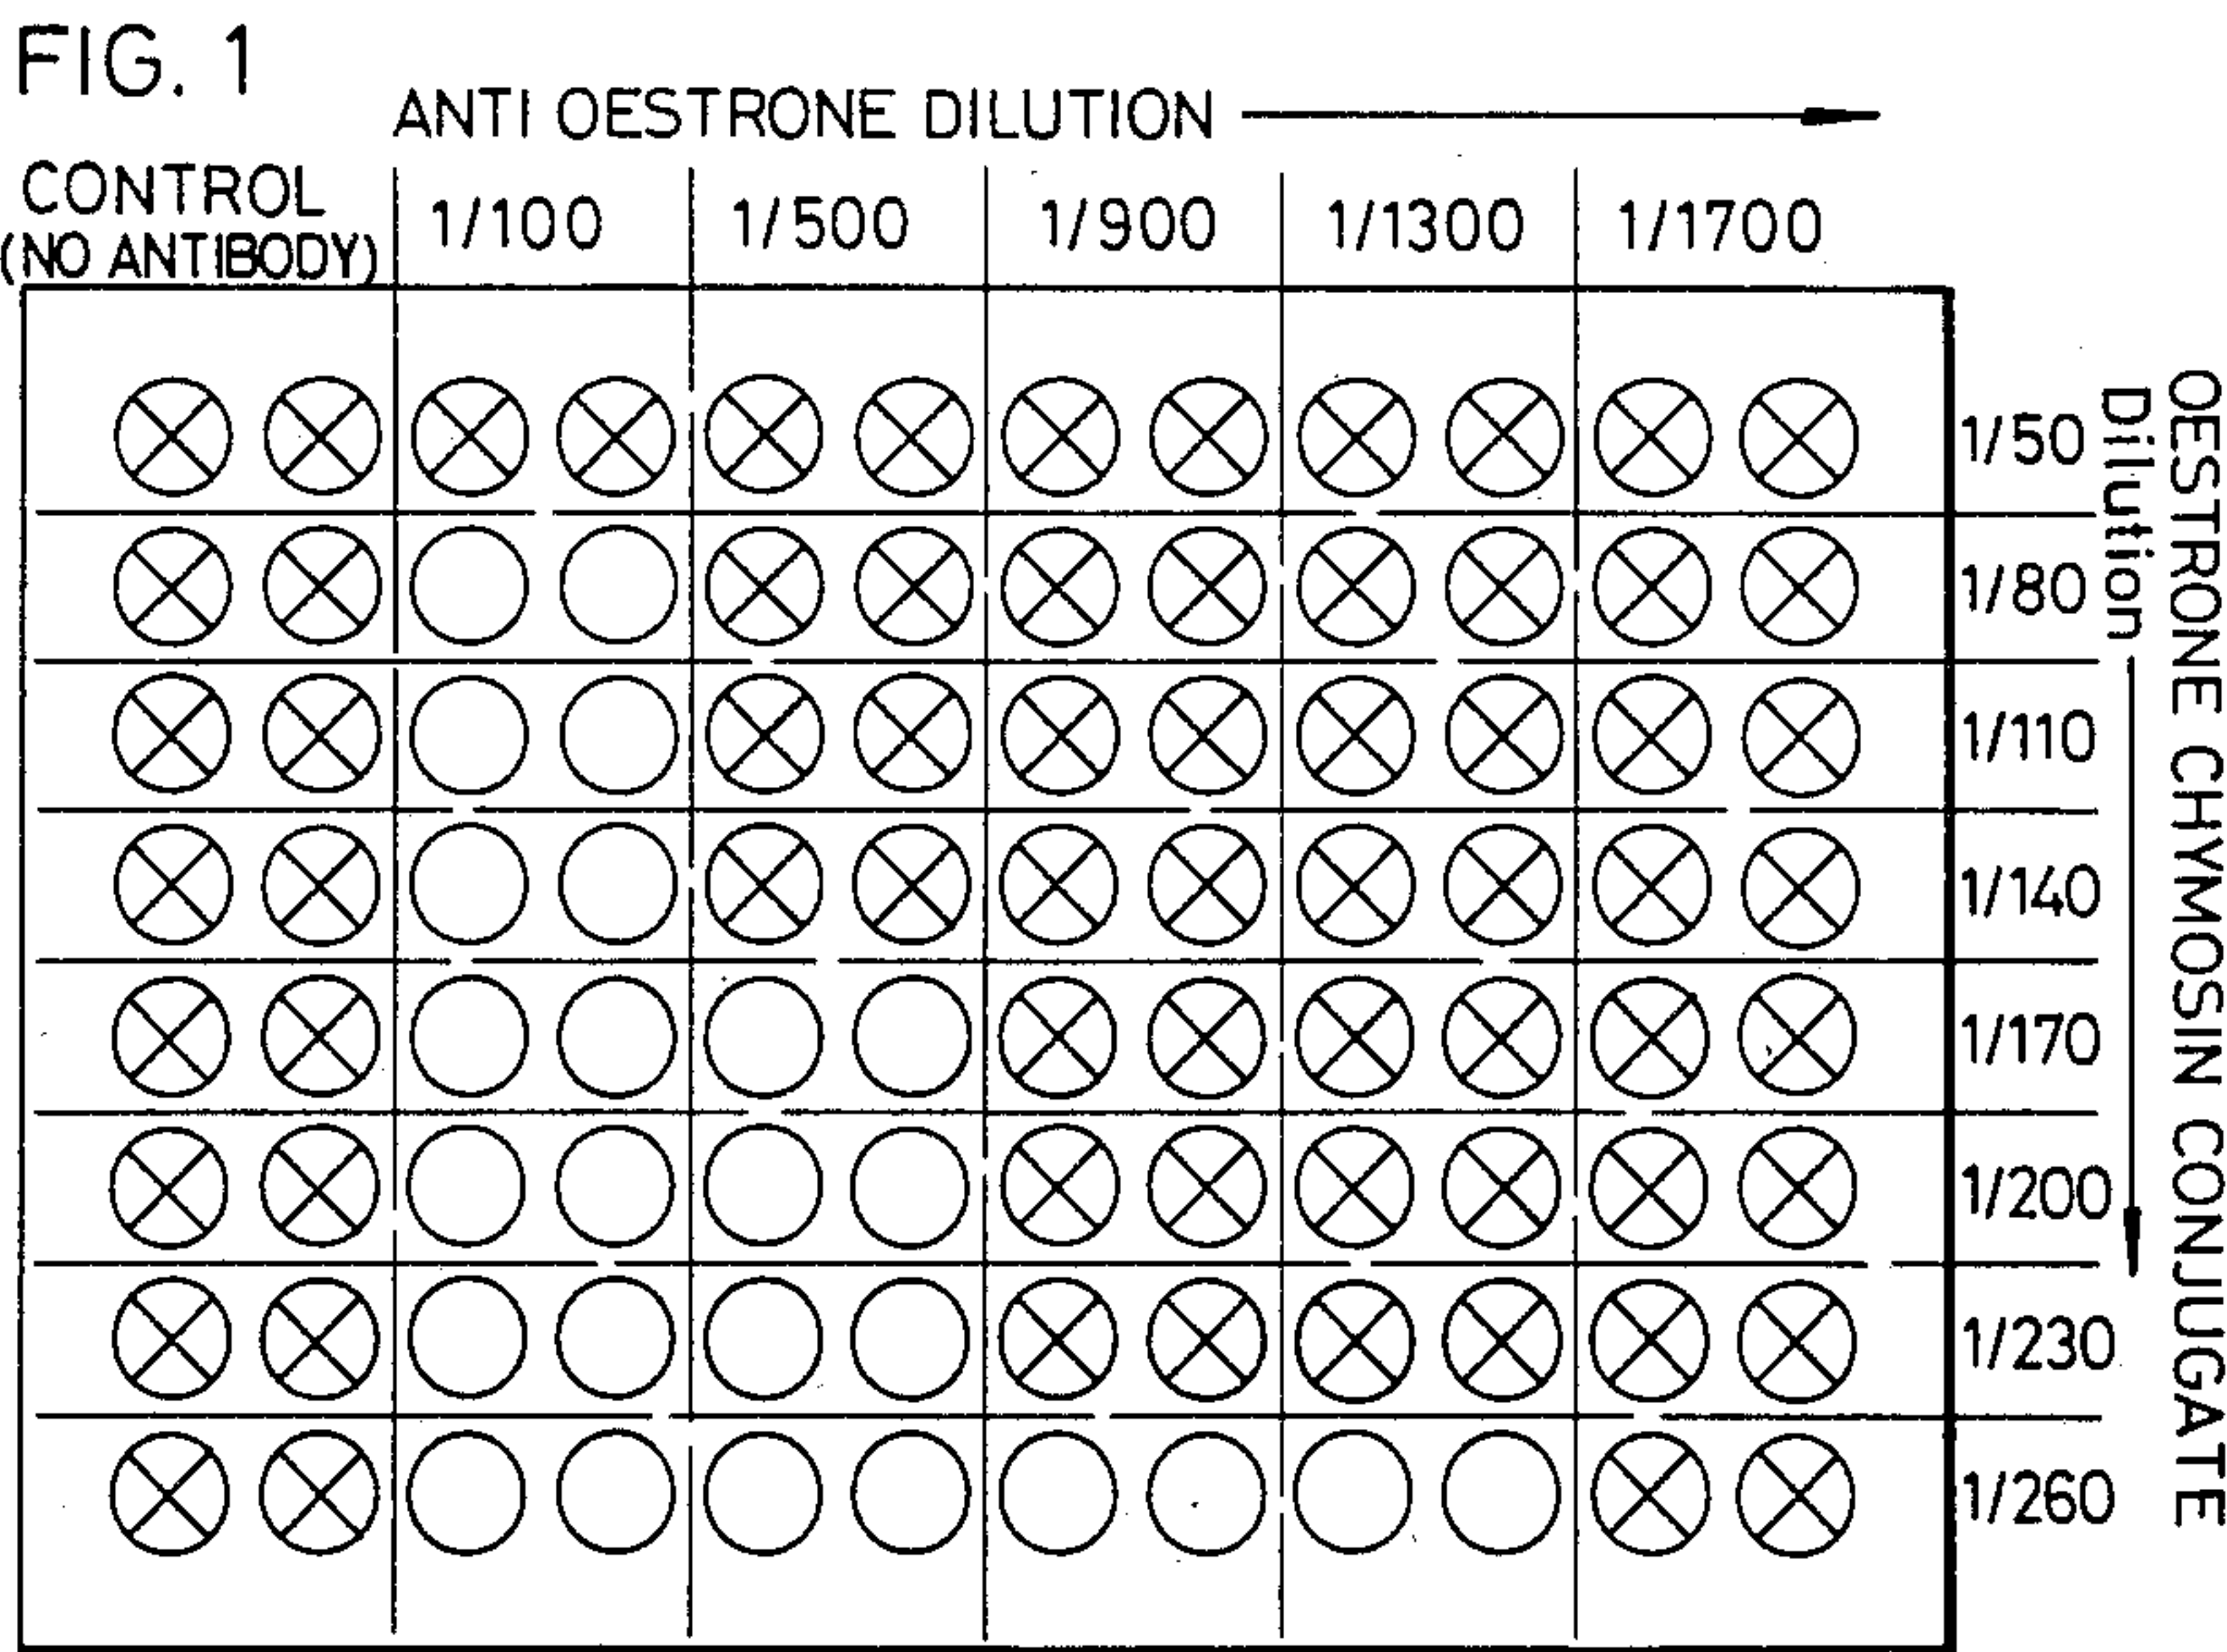 FIG. 1
ANTI OESTRONE DILUTION
CONTROL
(NO ANTIBODY)
1/100 1/500 1/900 1/1300 1/1700
1/50
1/80
1/110
1/140
1/170
1/200
1/230
1/260
Dilution
OESTRONE CHYMOSIN CONJUGATE